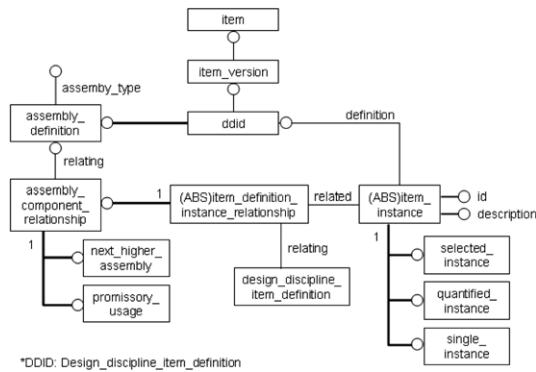 item
item_version
assemby_type
assembly_
definition
ddid
definition
relating
assembly_
component_
relationship
1
(ABS)item_definition_
instance_relationship
related
(ABS)item_
instance
id
description
1
next_higher_
assembly
promissory_
usage
relating
design_discipline_
item_definition
1
selected_
instance
quantified_
instance
single_
instance
*DDID: Design_discipline_item_definition